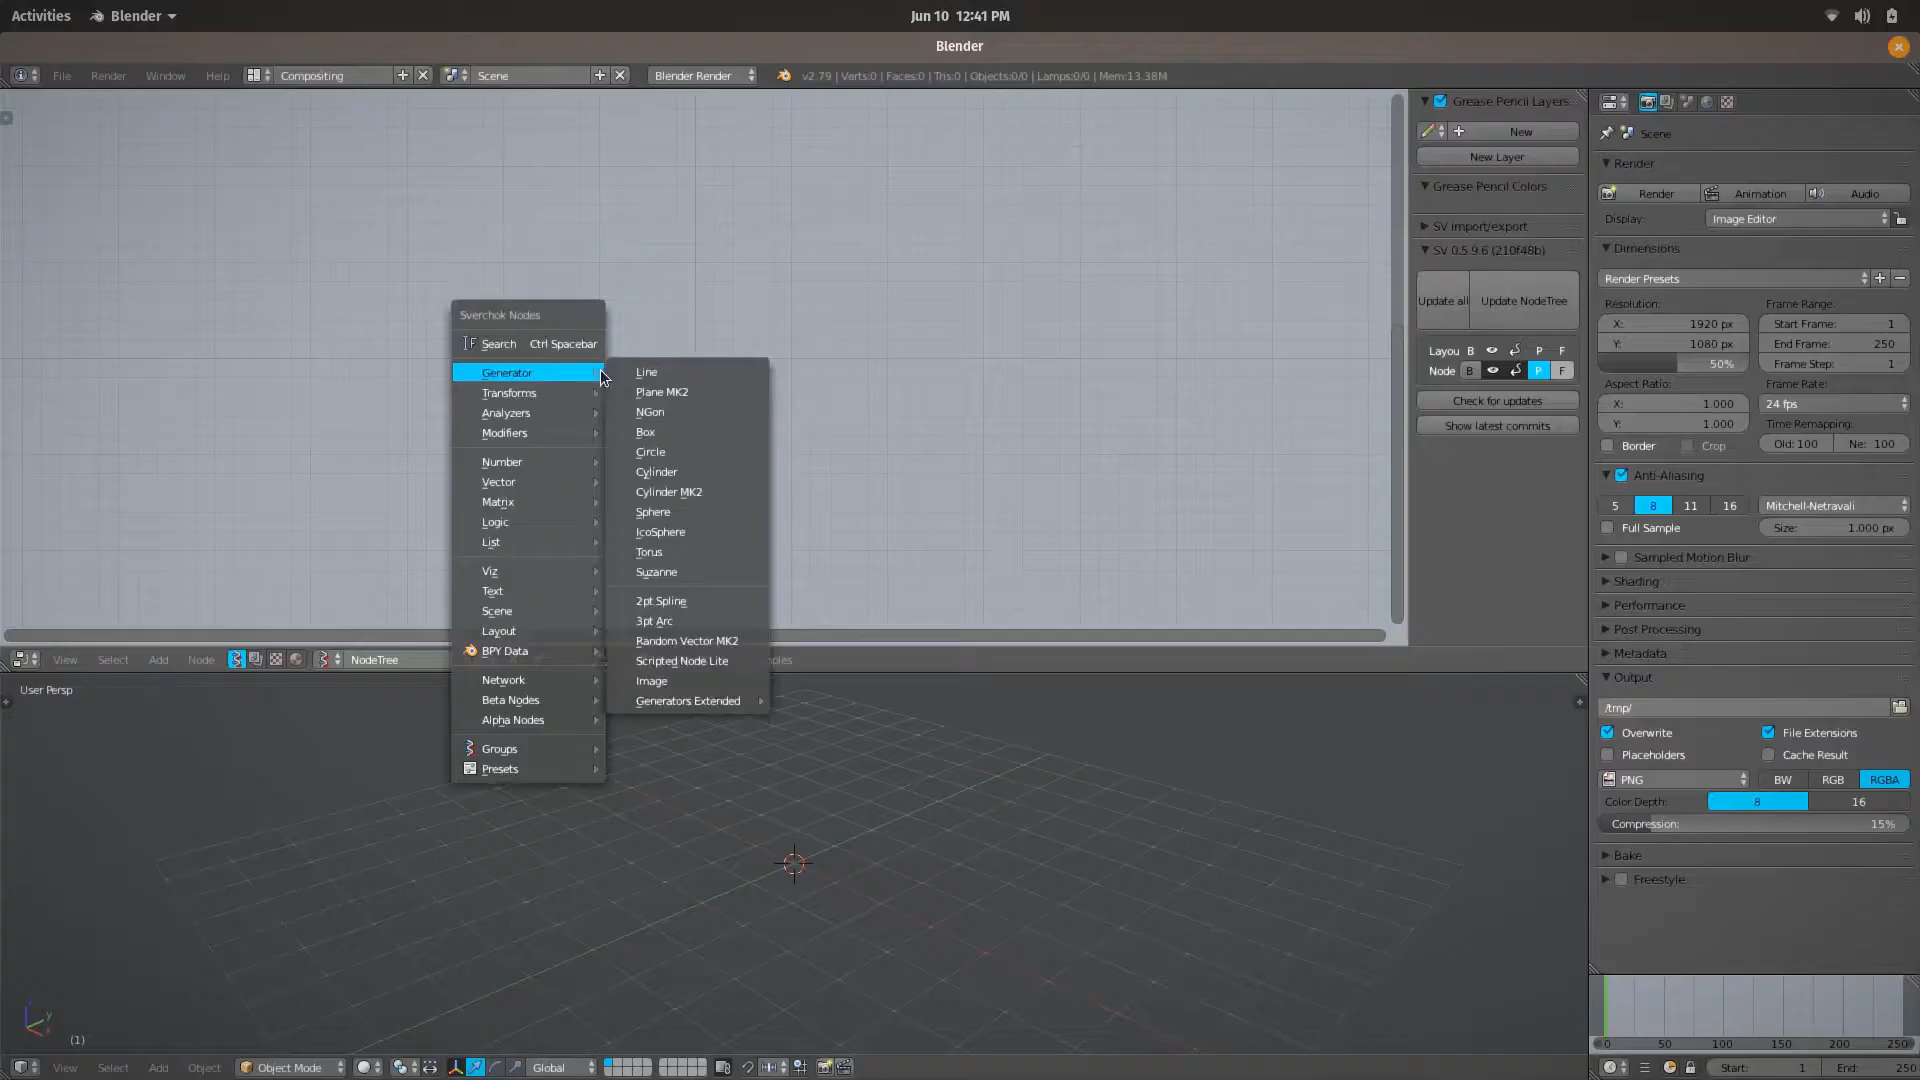 Activities Blender Jun 10 12:41 PM
Blender
File Render Window Help Compositing Scene Blender Render v2.79 | Verts:0 | Faces:0 | Tris:0 | Objects:0/0 | Lamps:0/0 | Mem:13.38M
Grease Pencil Layers
New
New Layer
Grease Pencil Colors
SV import/export
SV 0.5.9.6 (210f48b)
Update all Update NodeTree
Layou B P F
Node B P F
Check for updates
Show latest commits
Sverchok Nodes
Search Ctrl Spacebar
Generator
Transforms
Analyzers
Modifiers
Number
Vector
Matrix
Logic
List
Viz
Text
Scene
Layout
BPY Data
Network
Beta Nodes
Alpha Nodes
Groups
Presets
Line
Plane MK2
NGon
Box
Circle
Cylinder
Cylinder MK2
Sphere
IcoSphere
Torus
Suzanne
2pt Spline
3pt Arc
Random Vector MK2
Scripted Node Lite
Image
Generators Extended
View Select Add Node NodeTree ples
User Persp
(1)
View Select Add Object Object Mode Global
Scene
Render
Render Animation Audio
Display: Image Editor
Dimensions
Render Presets
Resolution: Frame Range:
X: 1920 px Start Frame: 1
Y: 1080 px End Frame: 250
50% Frame Step: 1
Aspect Ratio: Frame Rate:
X: 1.000 24 fps
Y: 1.000 Time Remapping:
Border Crop Old: 100 Ne: 100
Anti-Aliasing
5 8 11 16 Mitchell-Netravali
Full Sample Size: 1.000 px
Sampled Motion Blur
Shading
Performance
Post Processing
Metadata
Output
/tmp/
Overwrite File Extensions
Placeholders Cache Result
PNG BW RGB RGBA
Color Depth: 8 16
Compression: 15%
Bake
Freestyle
0 50 100 150 200 250
Start: 1 End: 250